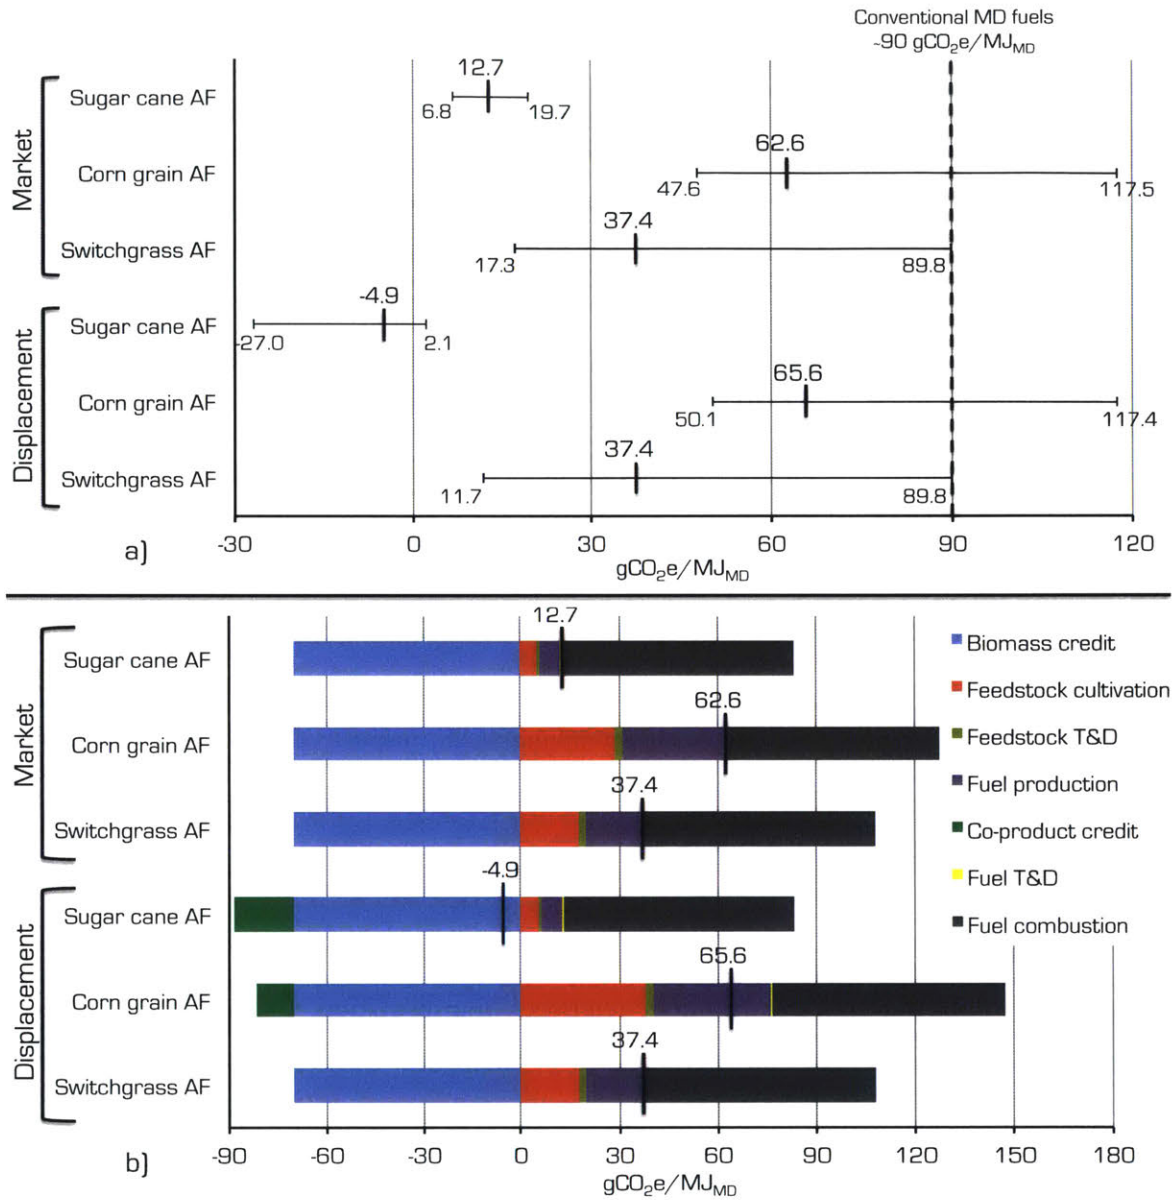 Conventional MD fuels
~90 gCO₂e/MJ_MD
Market
Sugar cane AF
12.7
6.8
19.7
Corn grain AF
62.6
47.6
117.5
Switchgrass AF
37.4
17.3
89.8
Displacement
Sugar cane AF
-4.9
-27.0
2.1
Corn grain AF
65.6
50.1
117.4
Switchgrass AF
37.4
11.7
89.8
-30 0 30 60 90 120
a)
gCO₂e/MJ_MD
Market
Sugar cane AF
12.7
Corn grain AF
62.6
Switchgrass AF
37.4
Displacement
Sugar cane AF
-4.9
Corn grain AF
65.6
Switchgrass AF
37.4
Biomass credit
Feedstock cultivation
Feedstock T&D
Fuel production
Co-product credit
Fuel T&D
Fuel combustion
-90 -60 -30 0 30 60 90 120 150 180
b)
gCO₂e/MJ_MD